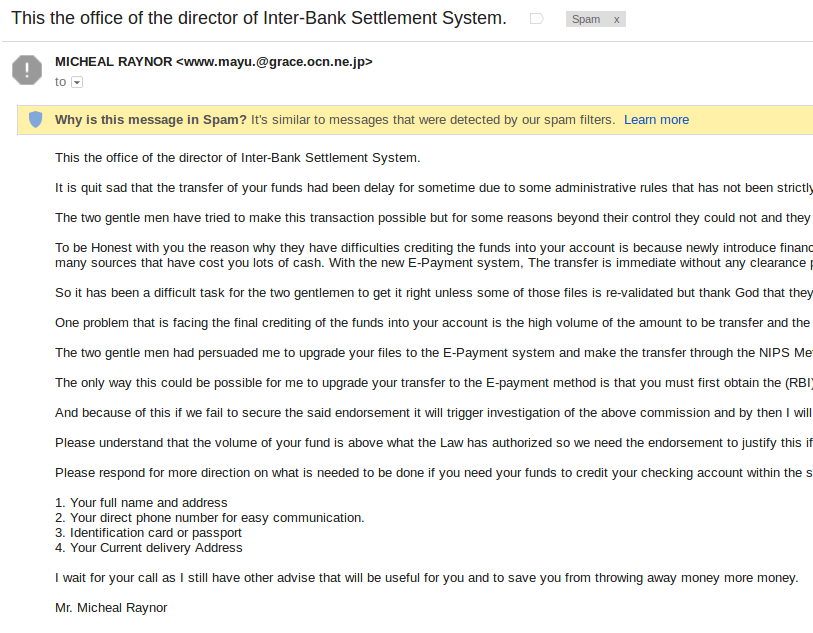 This the office of the director of Inter-Bank Settlement System.
Spam x
MICHEAL RAYNOR <www.mayu.@grace.ocn.ne.jp>
to
Why is this message in Spam? It's similar to messages that were detected by our spam filters. Learn more
This the office of the director of Inter-Bank Settlement System.
It is quit sad that the transfer of your funds had been delay for sometime due to some administrative rules that has not been strictly
The two gentle men have tried to make this transaction possible but for some reasons beyond their control they could not and they
To be Honest with you the reason why they have difficulties crediting the funds into your account is because newly introduce financ
many sources that have cost you lots of cash. With the new E-Payment system, The transfer is immediate without any clearance p
So it has been a difficult task for the two gentlemen to get it right unless some of those files is re-validated but thank God that they
One problem that is facing the final crediting of the funds into your account is the high volume of the amount to be transfer and the
The two gentle men had persuaded me to upgrade your files to the E-Payment system and make the transfer through the NIPS Me
The only way this could be possible for me to upgrade your transfer to the E-payment method is that you must first obtain the (RBI)
And because of this if we fail to secure the said endorsement it will trigger investigation of the above commission and by then I will
Please understand that the volume of your fund is above what the Law has authorized so we need the endorsement to justify this if
Please respond for more direction on what is needed to be done if you need your funds to credit your checking account within the s
1. Your full name and address
2. Your direct phone number for easy communication.
3. Identification card or passport
4. Your Current delivery Address
I wait for your call as I still have other advise that will be useful for you and to save you from throwing away money more money.
Mr. Micheal Raynor